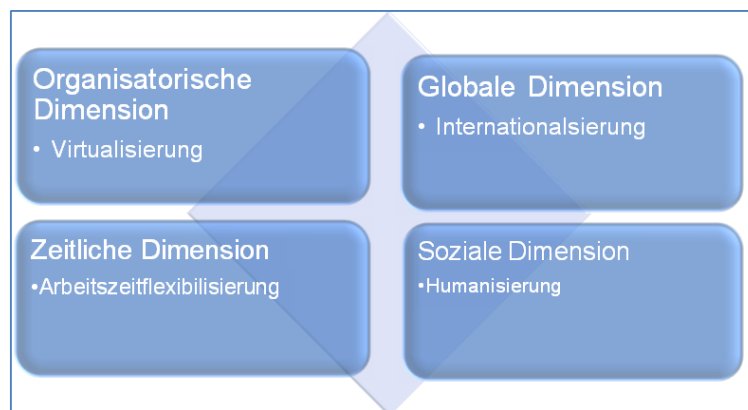 Organisatorische
Dimension
• Virtualisierung
Globale Dimension
• Internationalsierung
Zeitliche Dimension
•Arbeitszeitflexibilisierung
Soziale Dimension
•Humanisierung